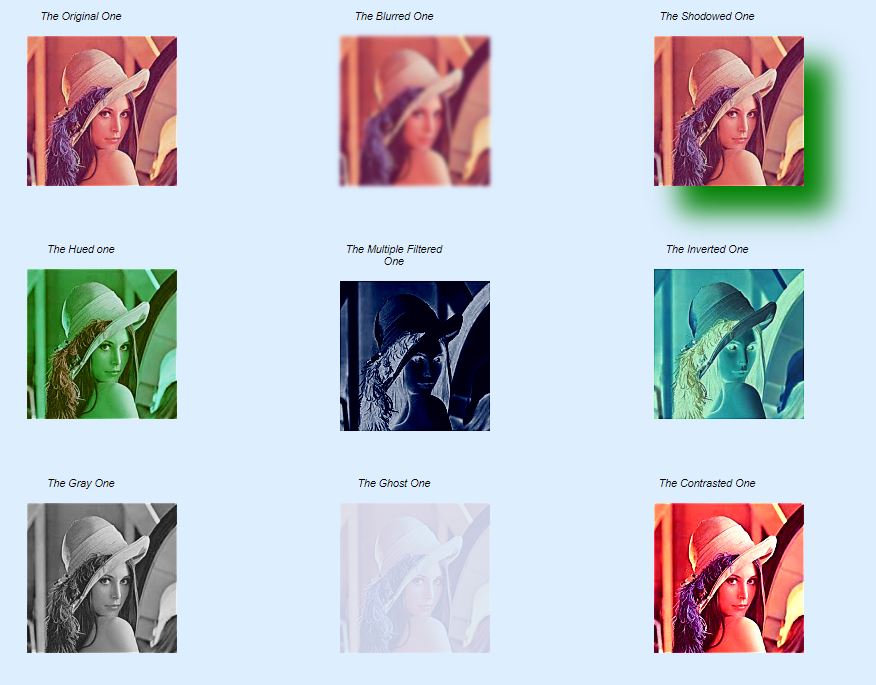 The Original One
The Blurred One
The Shodowed One
The Hued one
The Multiple Filtered
One
The Inverted One
The Gray One
The Ghost One
The Contrasted One